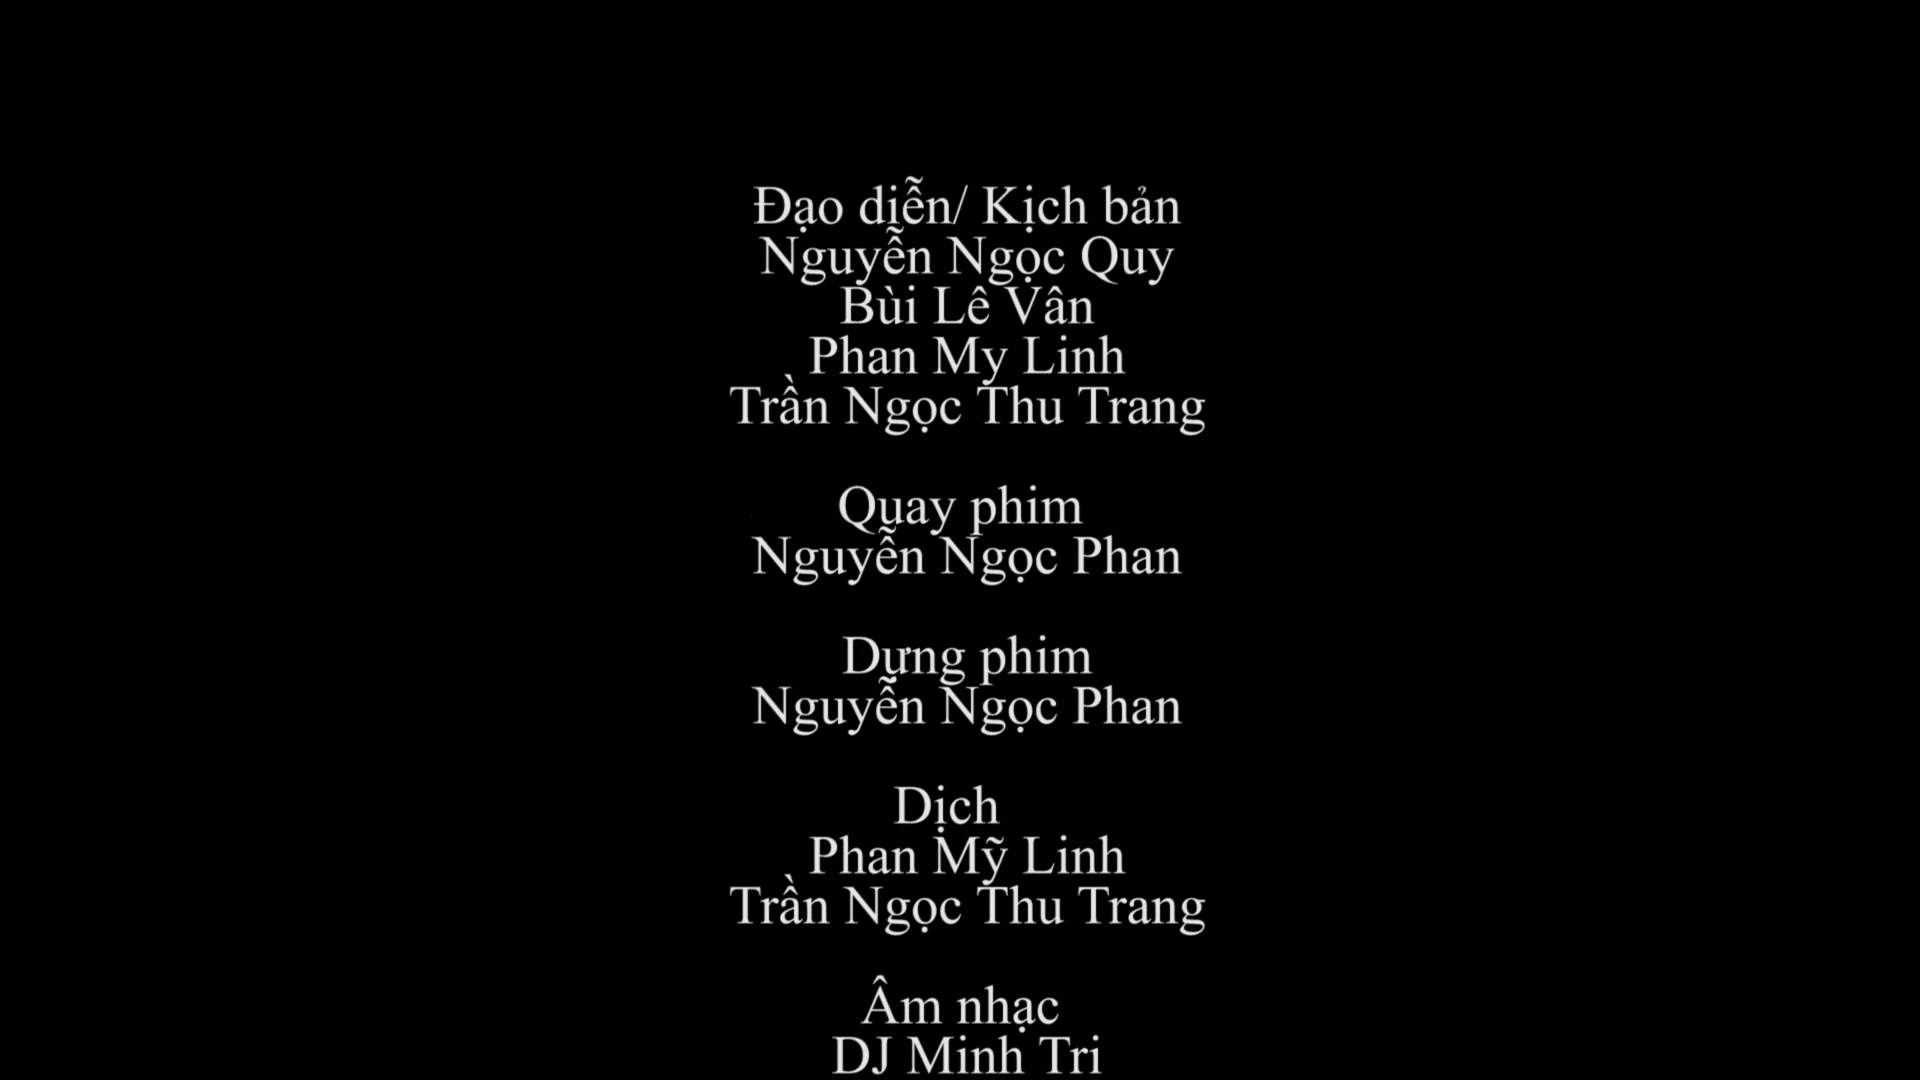 Đạo diễn/ Kịch bản
Nguyễn Ngọc Quy
Bùi Lê Vân
Phan My Linh
Trần Ngọc Thu Trang
Quay phim
Nguyễn Ngọc Phan
Dựng phim
Nguyễn Ngọc Phan
Dịch
Phan Mỹ Linh
Trần Ngọc Thu Trang
Âm nhạc
DJ Minh Tri